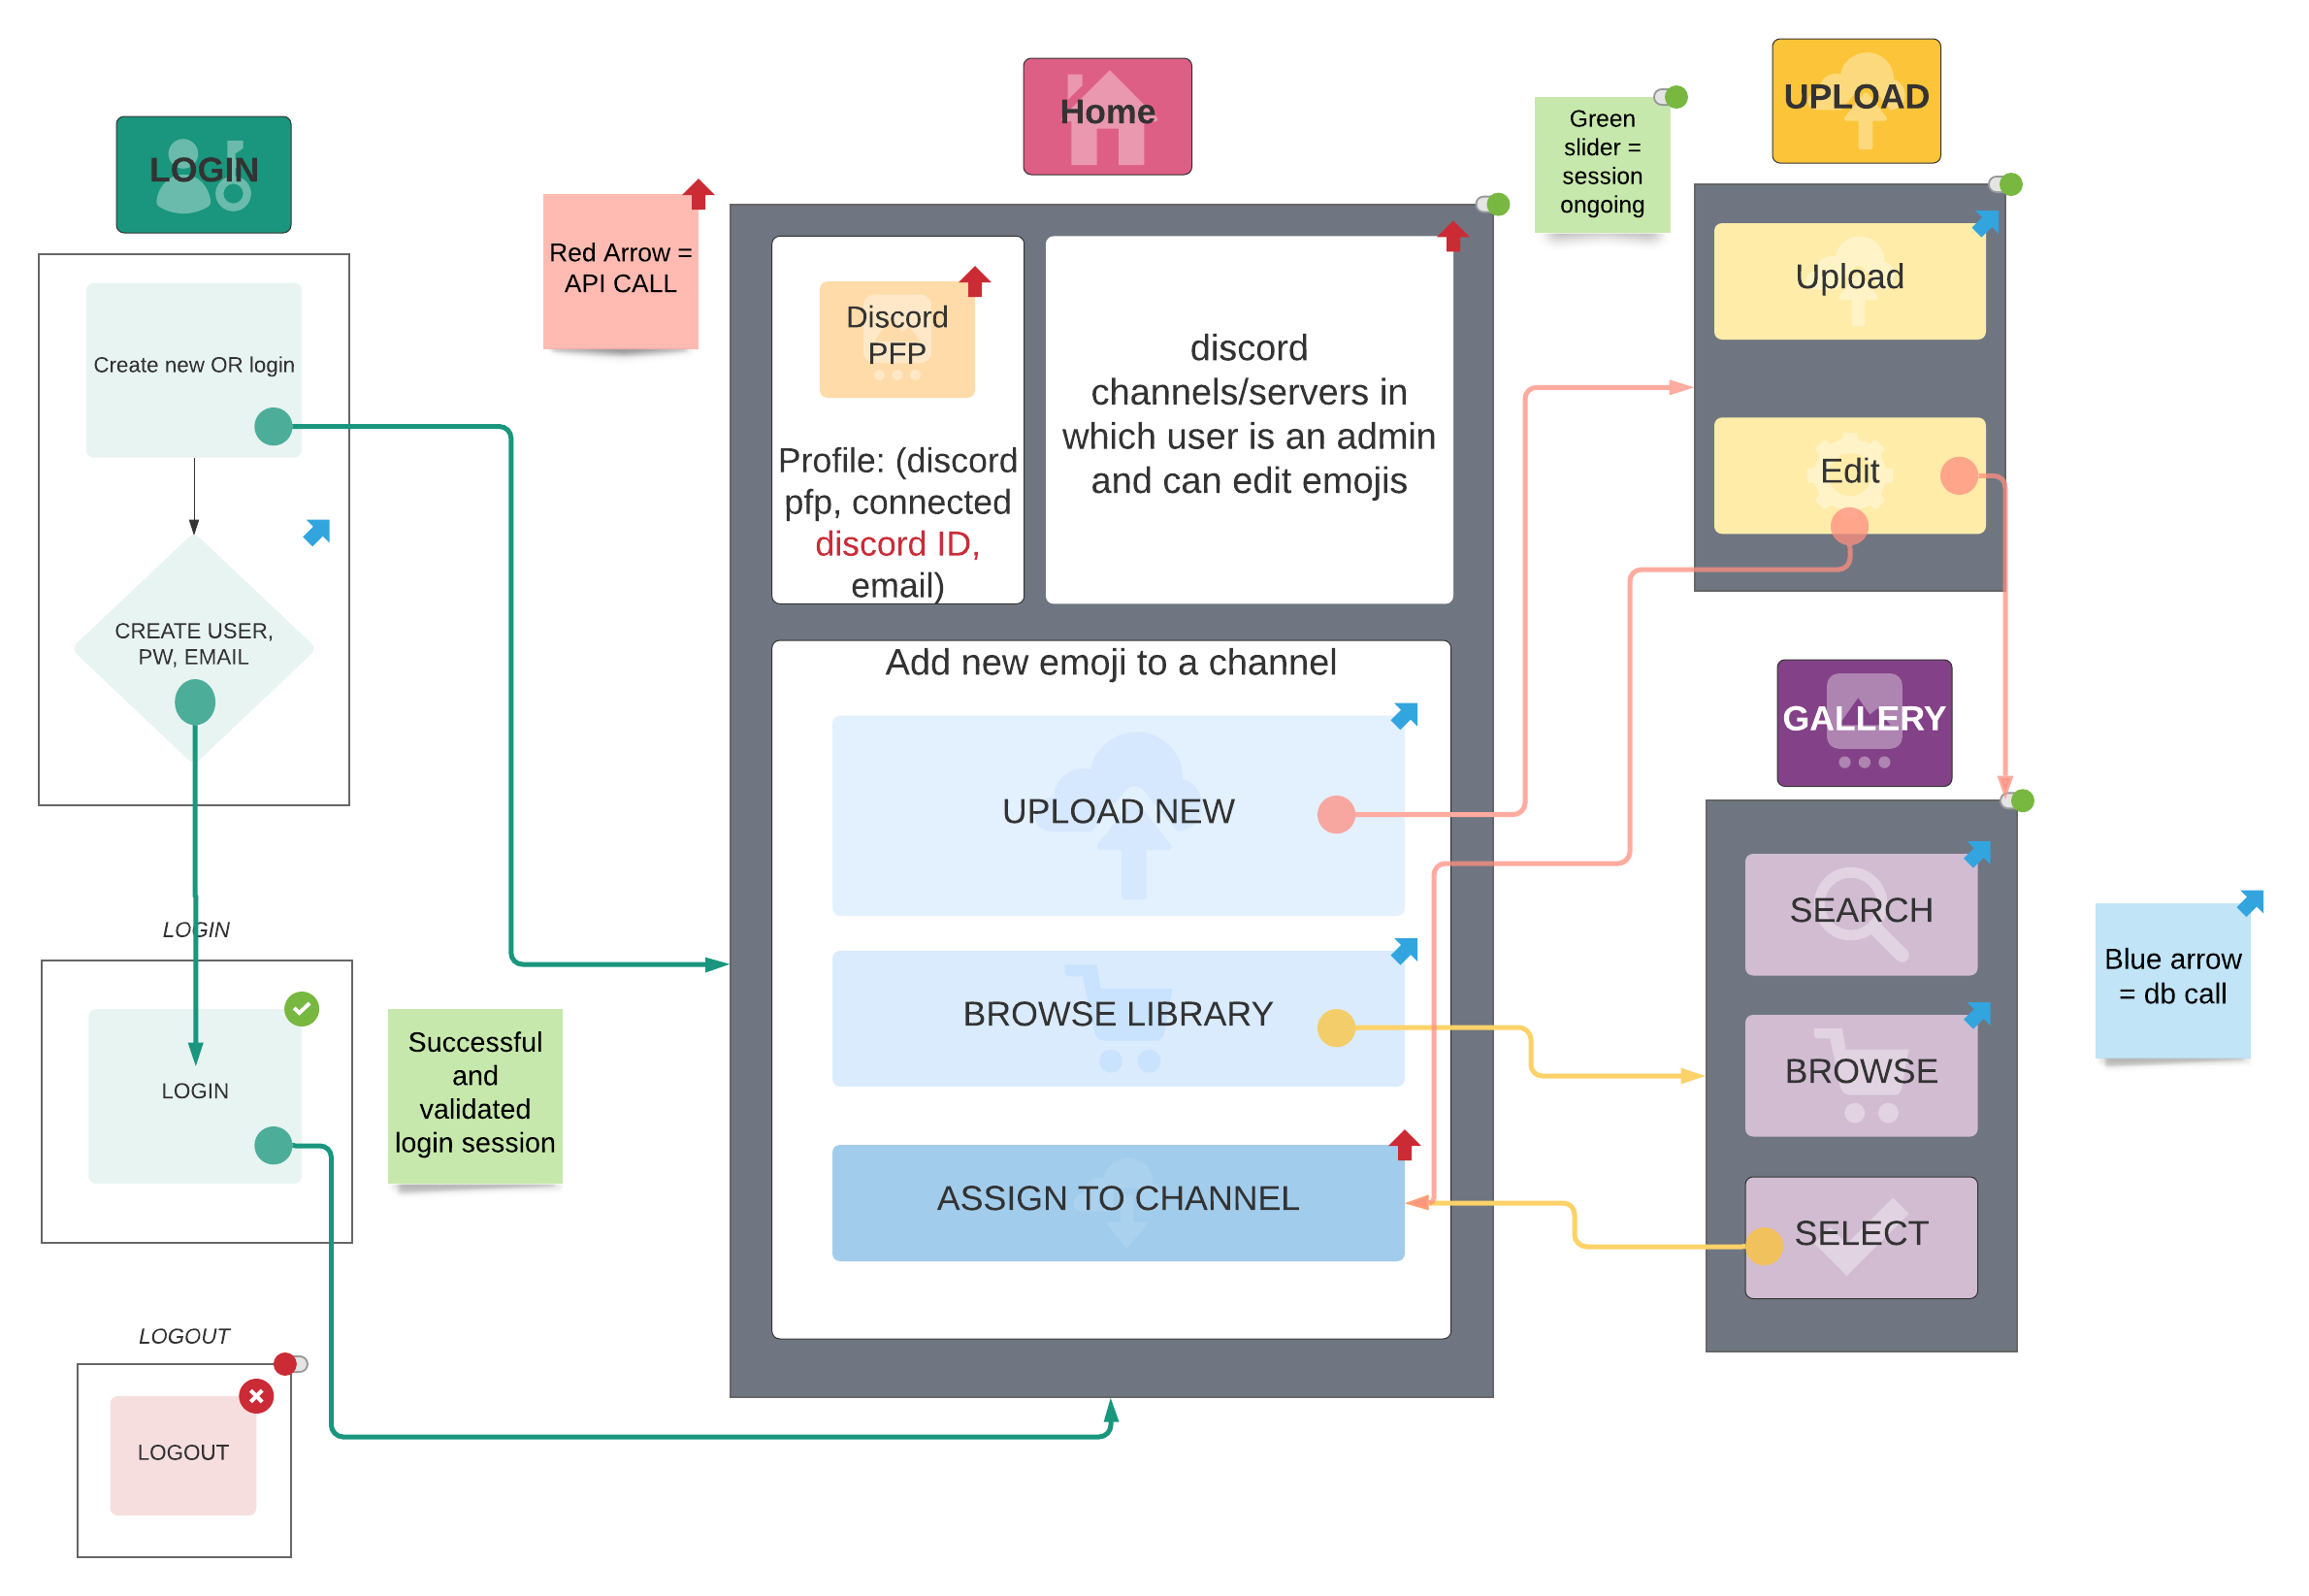 LOGIN
Create new OR login
CREATE USER,
PW, EMAIL
LOGIN
LOGIN
Successful
and
validated
login session
LOGOUT
LOGOUT
Red Arrow =
API CALL
Home
Discord
PFP
Profile: (discord
pfp, connected
discord ID,
email)
discord
channels/servers in
which user is an admin
and can edit emojis
Add new emoji to a channel
UPLOAD NEW
BROWSE LIBRARY
ASSIGN TO CHANNEL
Green
slider =
session
ongoing
UPLOAD
Upload
Edit
GALLERY
SEARCH
BROWSE
SELECT
Blue arrow
= db call